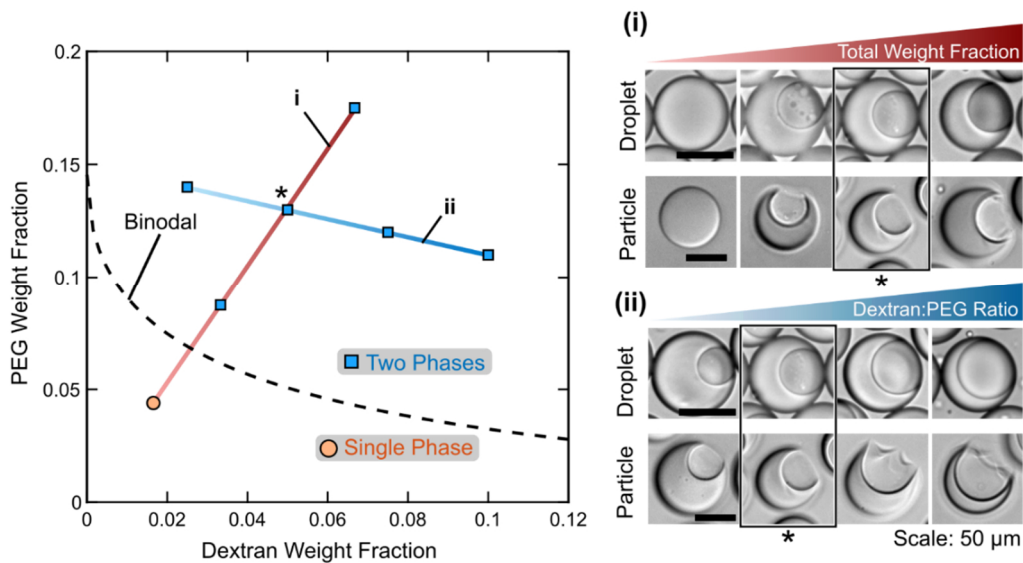 0.2
0.15
0.1
0.05
0
0
0.02
0.04
0.06
0.08
0.1
0.12
PEG Weight Fraction
Dextran Weight Fraction
Binodal
i
*
ii
Two Phases
Single Phase
(i)
Total Weight Fraction
Droplet
Particle
*
(ii)
Dextran:PEG Ratio
Droplet
Particle
*
Scale: 50 μm